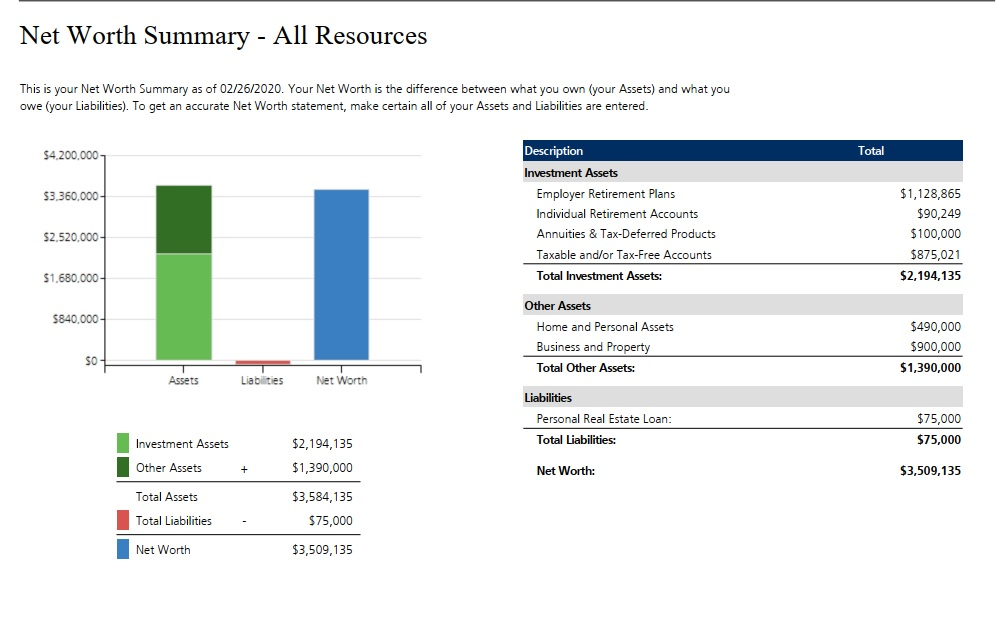 Net Worth Summary - All Resources
This is your Net Worth Summary as of 02/26/2020. Your Net Worth is the difference between what you own (your Assets) and what you
owe (your Liabilities). To get an accurate Net Worth statement, make certain all of your Assets and Liabilities are entered.
$4,200,000
$3,360,000
$2,520,000
$1,680,000
$840,000
$0
Assets Liabilities Net Worth
Investment Assets $2,194,135
Other Assets + $1,390,000
Total Assets $3,584,135
Total Liabilities - $75,000
Net Worth $3,509,135
Description Total
Investment Assets
Employer Retirement Plans $1,128,865
Individual Retirement Accounts $90,249
Annuities & Tax-Deferred Products $100,000
Taxable and/or Tax-Free Accounts $875,021
Total Investment Assets: $2,194,135
Other Assets
Home and Personal Assets $490,000
Business and Property $900,000
Total Other Assets: $1,390,000
Liabilities
Personal Real Estate Loan: $75,000
Total Liabilities: $75,000
Net Worth: $3,509,135